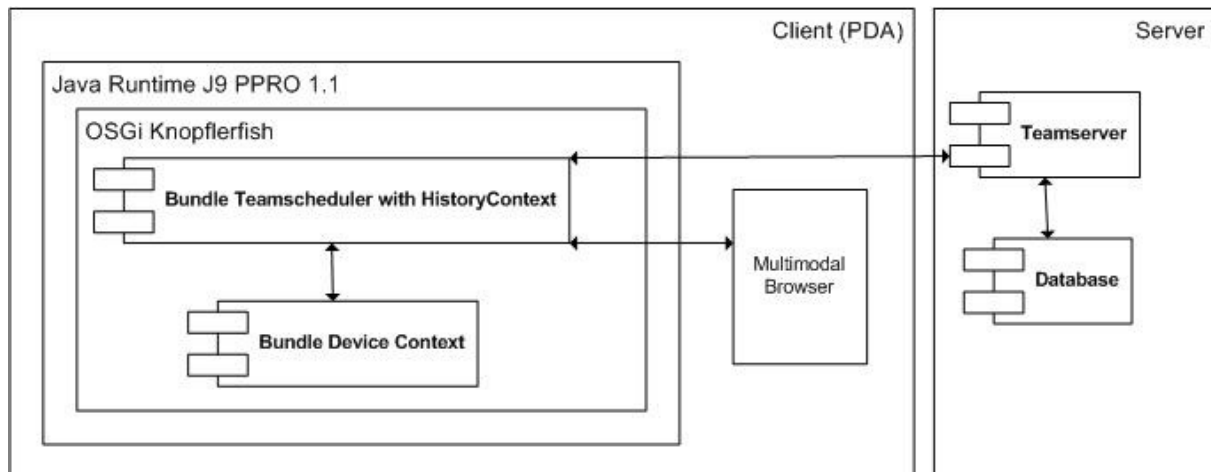 Client (PDA)
Server
Java Runtime J9 PPRO 1.1
OSGi Knopflerfish
Bundle Teamscheduler with HistoryContext
Bundle Device Context
Multimodal
Browser
Teamserver
Database